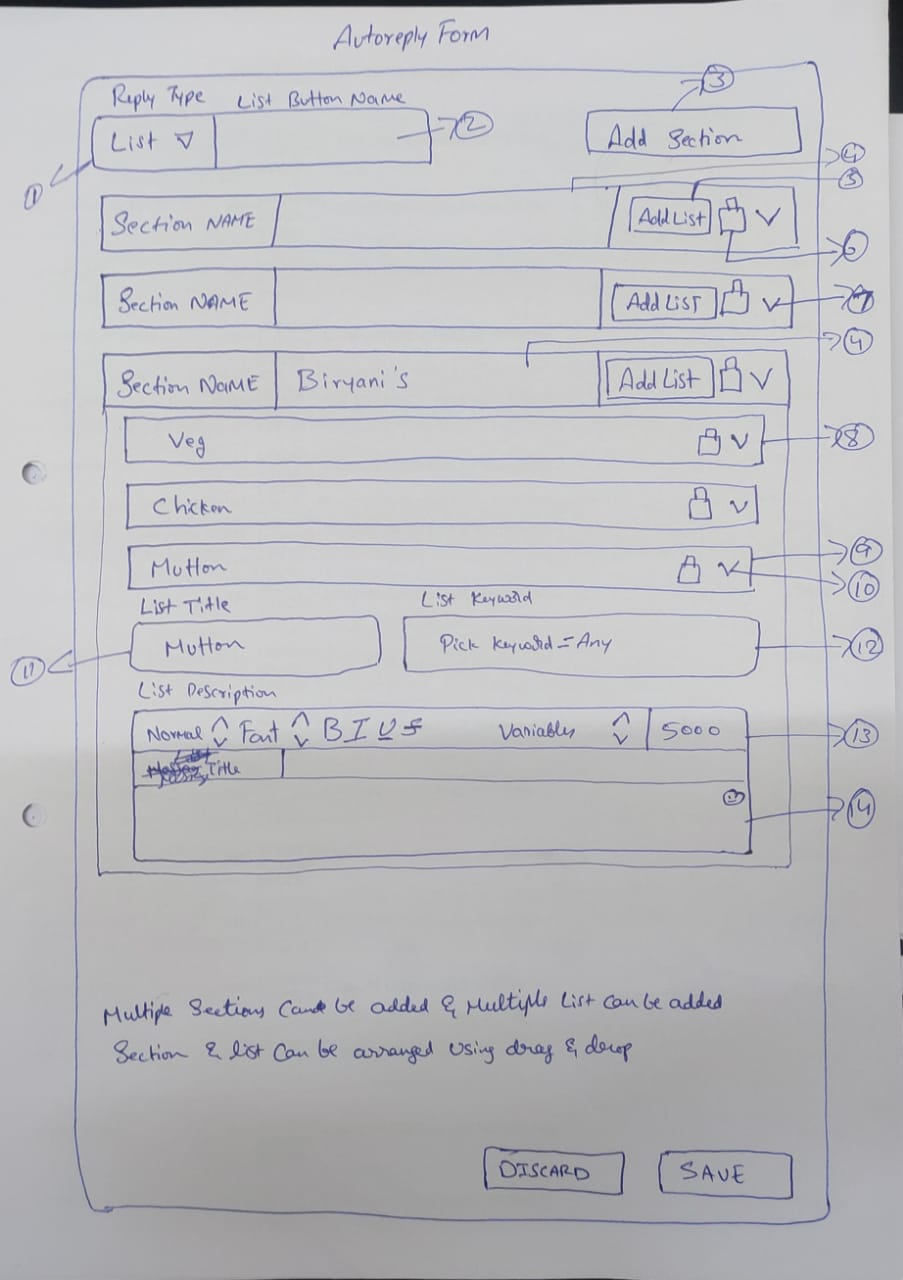 Autoreply Form
Reply Type List Button Name
3
List
2
Add Section
1
4
5
Section NAME Add List
6
Section NAME Add LIST
7
4
Section NAME Biryani's Add List
Veg
8
Chicken
Mutton
9
10
List Title List Keyword
11
Mutton Pick Keyword = Any
12
List Description
Normal Font B I U S Variables 5000
13
Title
14
Multiple Sections Can be added & Multiple List can be added
Section & list Can be arranged Using drag & drop
DISCARD SAVE